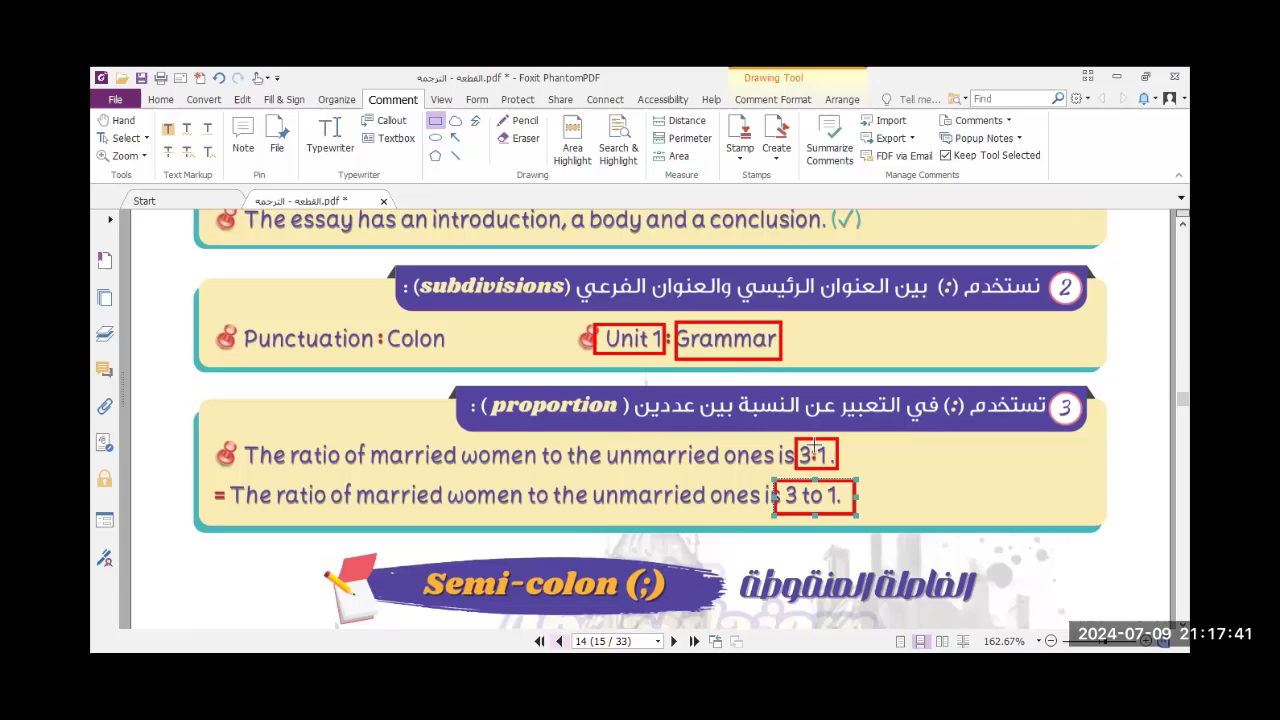 القطعه - الترجمه.pdf * - Foxit PhantomPDF
Drawing Tool
File Home Convert Edit Fill & Sign Organize Comment View Form Protect Share Connect Accessibility Help Comment Format Arrange Tell me... Find
Hand
Select
Zoom
Tools
Text Markup
Note
File
Pin
Typewriter
Callout
Textbox
Typewriter
Pencil
Eraser
Area Highlight
Search & Highlight
Drawing
Distance
Perimeter
Area
Measure
Stamp
Create
Stamps
Summarize Comments
Import
Export
FDF via Email
Comments
Popup Notes
Keep Tool Selected
Manage Comments
Start
القطعه - الترجمه.pdf *
The essay has an introduction, a body and a conclusion. (✓)
2 نستخدم (:) بين العنوان الرئيسي والعنوان الفرعي (subdivisions) :
Punctuation : Colon
Unit 1 : Grammar
3 تستخدم (:) في التعبير عن النسبة بين عددين ( proportion ) :
The ratio of married women to the unmarried ones is 3:1.
= The ratio of married women to the unmarried ones is 3 to 1.
Semi-colon (;) الفاصلة المنقوطة
14 (15 / 33)
162.67%
2024-07-09 21:17:41